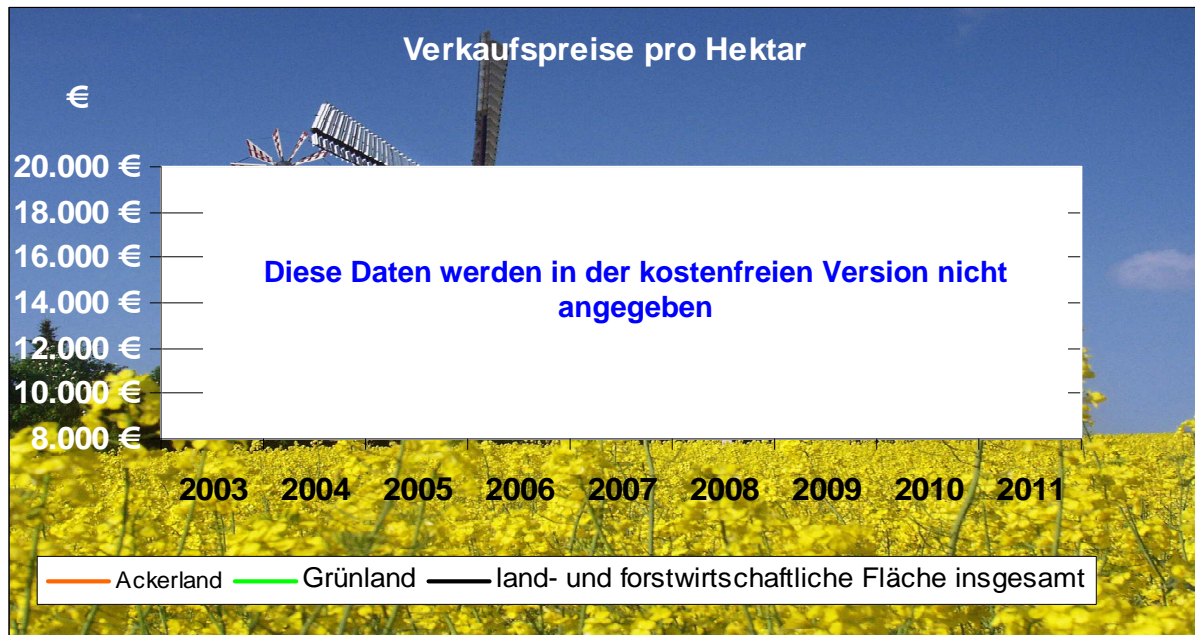 Verkaufspreise pro Hektar
€
20.000 €
18.000 €
16.000 €
14.000 €
12.000 €
10.000 €
8.000 €
Diese Daten werden in der kostenfreien Version nicht
angegeben
2003 2004 2005 2006 2007 2008 2009 2010 2011
Ackerland Grünland land- und forstwirtschaftliche Fläche insgesamt